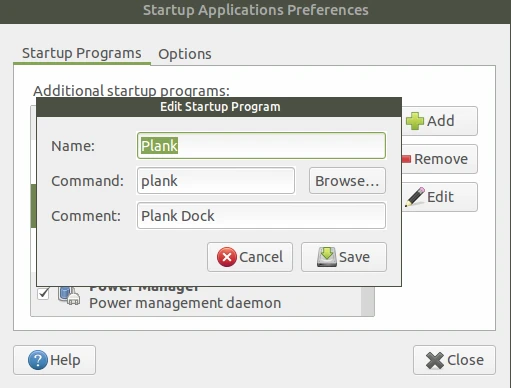 Startup Applications Preferences
Startup Programs Options
Additional startup programs:
Edit Startup Program
Add
Name: Plank
Remove
Command: plank Browse...
Edit
Comment: Plank Dock
Cancel Save
Power Manager
Power management daemon
Help Close